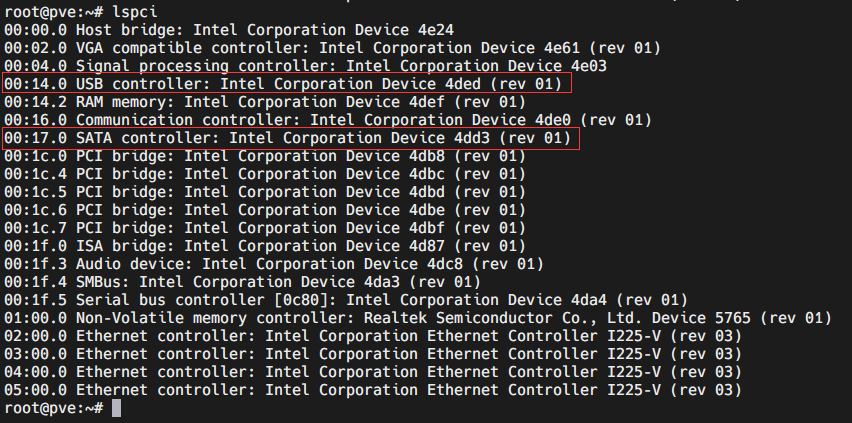 root@pve:~# lspci
00:00.0 Host bridge: Intel Corporation Device 4e24
00:02.0 VGA compatible controller: Intel Corporation Device 4e61 (rev 01)
00:04.0 Signal processing controller: Intel Corporation Device 4e03
00:14.0 USB controller: Intel Corporation Device 4ded (rev 01)
00:14.2 RAM memory: Intel Corporation Device 4def (rev 01)
00:16.0 Communication controller: Intel Corporation Device 4de0 (rev 01)
00:17.0 SATA controller: Intel Corporation Device 4dd3 (rev 01)
00:1c.0 PCI bridge: Intel Corporation Device 4db8 (rev 01)
00:1c.4 PCI bridge: Intel Corporation Device 4dbc (rev 01)
00:1c.5 PCI bridge: Intel Corporation Device 4dbd (rev 01)
00:1c.6 PCI bridge: Intel Corporation Device 4dbe (rev 01)
00:1c.7 PCI bridge: Intel Corporation Device 4dbf (rev 01)
00:1f.0 ISA bridge: Intel Corporation Device 4d87 (rev 01)
00:1f.3 Audio device: Intel Corporation Device 4dc8 (rev 01)
00:1f.4 SMBus: Intel Corporation Device 4da3 (rev 01)
00:1f.5 Serial bus controller [0c80]: Intel Corporation Device 4da4 (rev 01)
01:00.0 Non-Volatile memory controller: Realtek Semiconductor Co., Ltd. Device 5765 (rev 01)
02:00.0 Ethernet controller: Intel Corporation Ethernet Controller I225-V (rev 03)
03:00.0 Ethernet controller: Intel Corporation Ethernet Controller I225-V (rev 03)
04:00.0 Ethernet controller: Intel Corporation Ethernet Controller I225-V (rev 03)
05:00.0 Ethernet controller: Intel Corporation Ethernet Controller I225-V (rev 03)
root@pve:~#